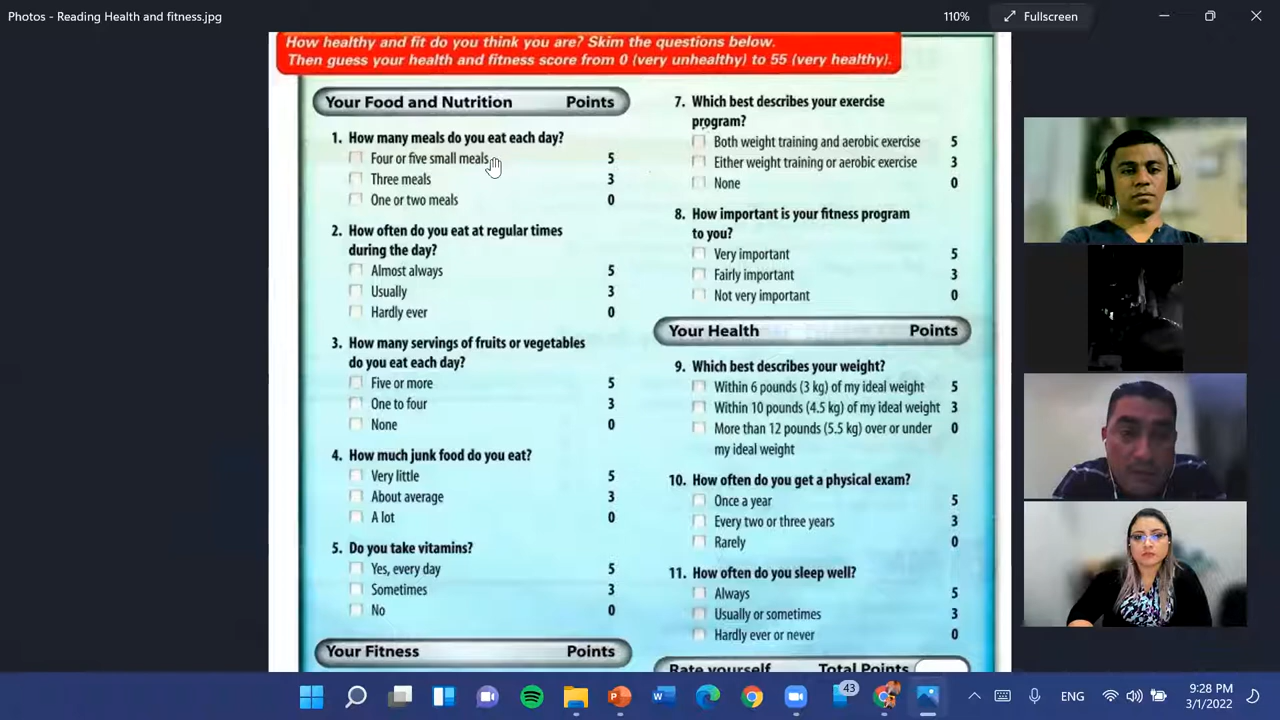 Photos - Reading Health and fitness.jpg
110%
Fullscreen
How healthy and fit do you think you are? Skim the questions below.
Then guess your health and fitness score from 0 (very unhealthy) to 55 (very healthy).
Your Food and Nutrition Points
1. How many meals do you eat each day?
Four or five small meals 5
Three meals 3
One or two meals 0
2. How often do you eat at regular times
during the day?
Almost always 5
Usually 3
Hardly ever 0
3. How many servings of fruits or vegetables
do you eat each day?
Five or more 5
One to four 3
None 0
4. How much junk food do you eat?
Very little 5
About average 3
A lot 0
5. Do you take vitamins?
Yes, every day 5
Sometimes 3
No 0
Your Fitness Points
7. Which best describes your exercise
program?
Both weight training and aerobic exercise 5
Either weight training or aerobic exercise 3
None 0
8. How important is your fitness program
to you?
Very important 5
Fairly important 3
Not very important 0
Your Health Points
9. Which best describes your weight?
Within 6 pounds (3 kg) of my ideal weight 5
Within 10 pounds (4.5 kg) of my ideal weight 3
More than 12 pounds (5.5 kg) over or under 0
my ideal weight
10. How often do you get a physical exam?
Once a year 5
Every two or three years 3
Rarely 0
11. How often do you sleep well?
Always 5
Usually or sometimes 3
Hardly ever or never 0
Rate yourself Total Points
43
ENG
9:28 PM
3/1/2022